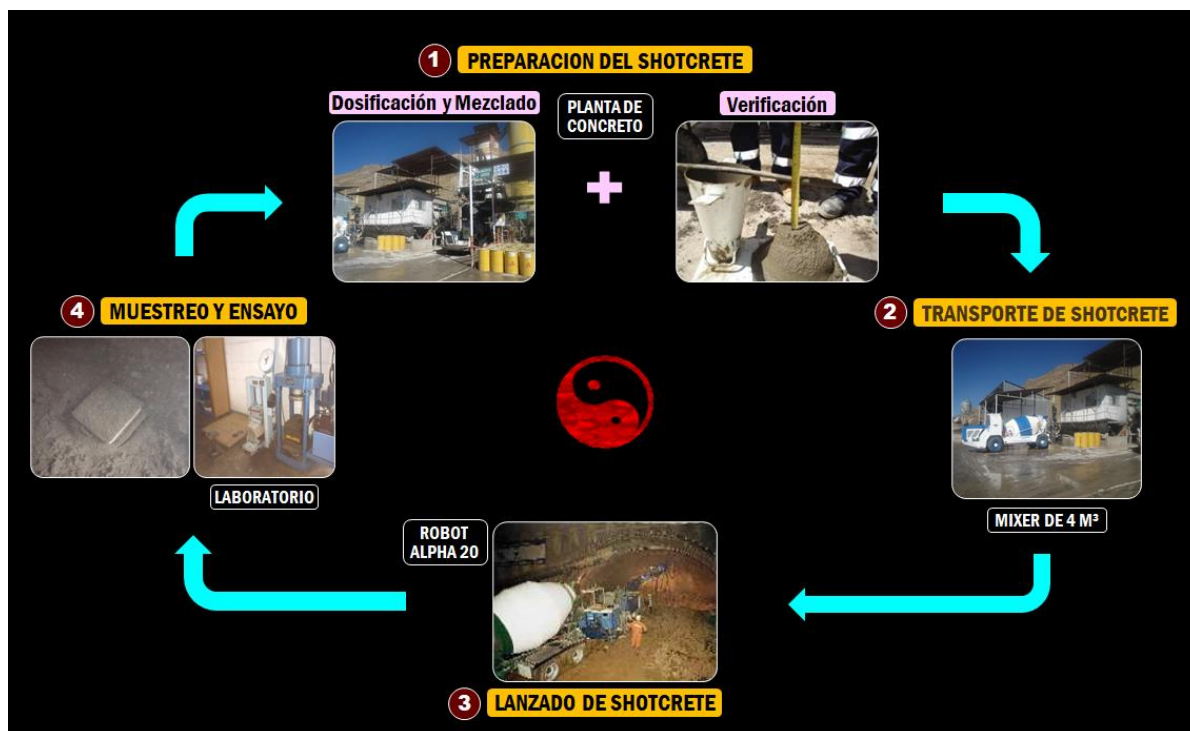 1 PREPARACION DEL SHOTCRETE
Dosificación y Mezclado
PLANTA DE
CONCRETO
Verificación
2 TRANSPORTE DE SHOTCRETE
MIXER DE 4 M³
3 LANZADO DE SHOTCRETE
ROBOT
ALPHA 20
4 MUESTREO Y ENSAYO
LABORATORIO